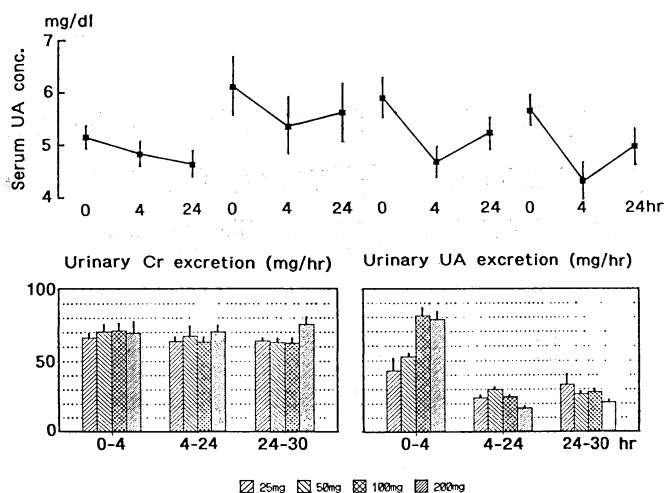 mg/dl
Serum UA conc.
7
6
5
4
0 4 24 0 4 24 0 4 24 0 4 24hr
Urinary Cr excretion (mg/hr) Urinary UA excretion (mg/hr)
100
50
0
0-4 4-24 24-30 0-4 4-24 24-30 hr
25mg 50mg 100mg 200mg